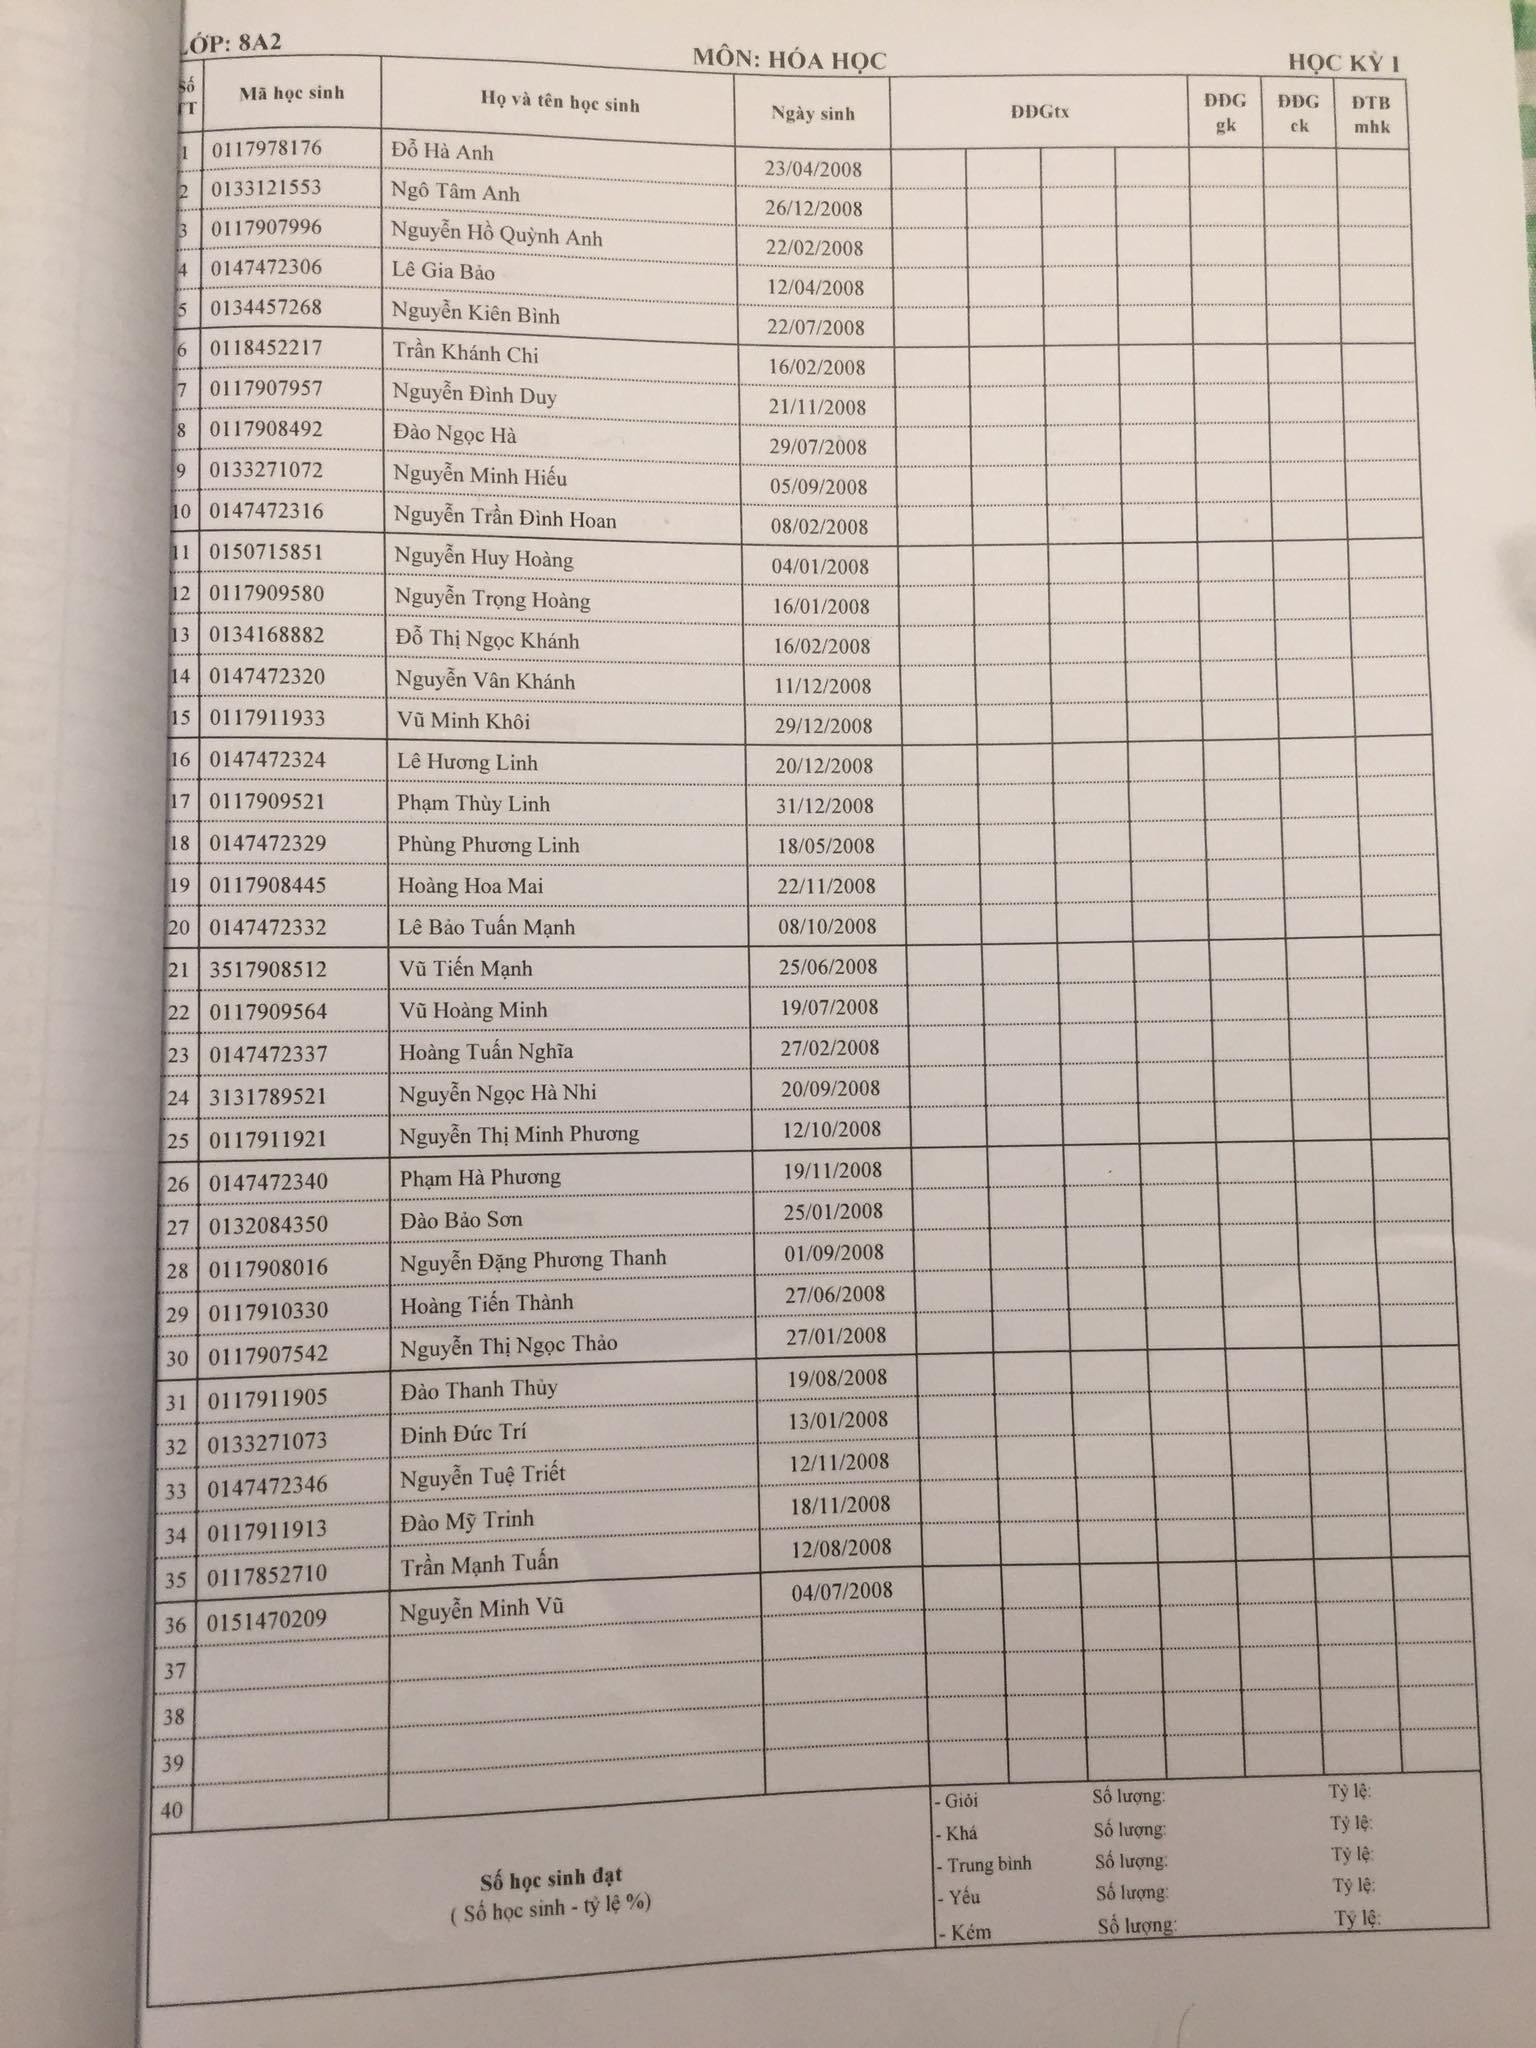 LỚP: 8A2 MÔN: HÓA HỌC HỌC KỲ 1
Số TT Mã học sinh Họ và tên học sinh Ngày sinh ĐĐGtx ĐĐG gk ĐĐG ck ĐTB mhk
1 0117978176 Đỗ Hà Anh 23/04/2008
2 0133121553 Ngô Tâm Anh 26/12/2008
3 0117907996 Nguyễn Hồ Quỳnh Anh 22/02/2008
4 0147472306 Lê Gia Bảo 12/04/2008
5 0134457268 Nguyễn Kiên Bình 22/07/2008
6 0118452217 Trần Khánh Chi 16/02/2008
7 0117907957 Nguyễn Đình Duy 21/11/2008
8 0117908492 Đào Ngọc Hà 29/07/2008
9 0133271072 Nguyễn Minh Hiếu 05/09/2008
10 0147472316 Nguyễn Trần Đình Hoan 08/02/2008
11 0150715851 Nguyễn Huy Hoàng 04/01/2008
12 0117909580 Nguyễn Trọng Hoàng 16/01/2008
13 0134168882 Đỗ Thị Ngọc Khánh 16/02/2008
14 0147472320 Nguyễn Vân Khánh 11/12/2008
15 0117911933 Vũ Minh Khôi 29/12/2008
16 0147472324 Lê Hương Linh 20/12/2008
17 0117909521 Phạm Thùy Linh 31/12/2008
18 0147472329 Phùng Phương Linh 18/05/2008
19 0117908445 Hoàng Hoa Mai 22/11/2008
20 0147472332 Lê Bảo Tuấn Mạnh 08/10/2008
21 3517908512 Vũ Tiến Mạnh 25/06/2008
22 0117909564 Vũ Hoàng Minh 19/07/2008
23 0147472337 Hoàng Tuấn Nghĩa 27/02/2008
24 3131789521 Nguyễn Ngọc Hà Nhi 20/09/2008
25 0117911921 Nguyễn Thị Minh Phương 12/10/2008
26 0147472340 Phạm Hà Phương 19/11/2008
27 0132084350 Đào Bảo Sơn 25/01/2008
28 0117908016 Nguyễn Đặng Phương Thanh 01/09/2008
29 0117910330 Hoàng Tiến Thành 27/06/2008
30 0117907542 Nguyễn Thị Ngọc Thảo 27/01/2008
31 0117911905 Đào Thanh Thủy 19/08/2008
32 0133271073 Đinh Đức Trí 13/01/2008
33 0147472346 Nguyễn Tuệ Triết 12/11/2008
34 0117911913 Đào Mỹ Trinh 18/11/2008
35 0117852710 Trần Mạnh Tuấn 12/08/2008
36 0151470209 Nguyễn Minh Vũ 04/07/2008
37
38
39
40
Số học sinh đạt
( Số học sinh - tỷ lệ %)
- Giỏi Số lượng: Tỷ lệ:
- Khá Số lượng: Tỷ lệ:
- Trung bình Số lượng: Tỷ lệ:
- Yếu Số lượng: Tỷ lệ:
- Kém Số lượng: Tỷ lệ: